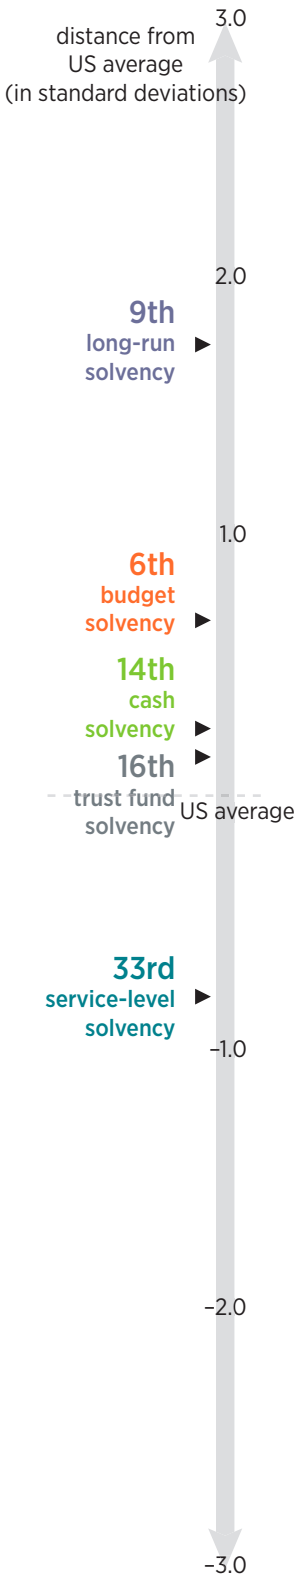 3.0
distance from
US average
(in standard deviations)
2.0
9th
long-run
solvency
1.0
6th
budget
solvency
14th
cash
solvency
16th
trust fund
solvency
US average
33rd
service-level
solvency
–1.0
–2.0
–3.0